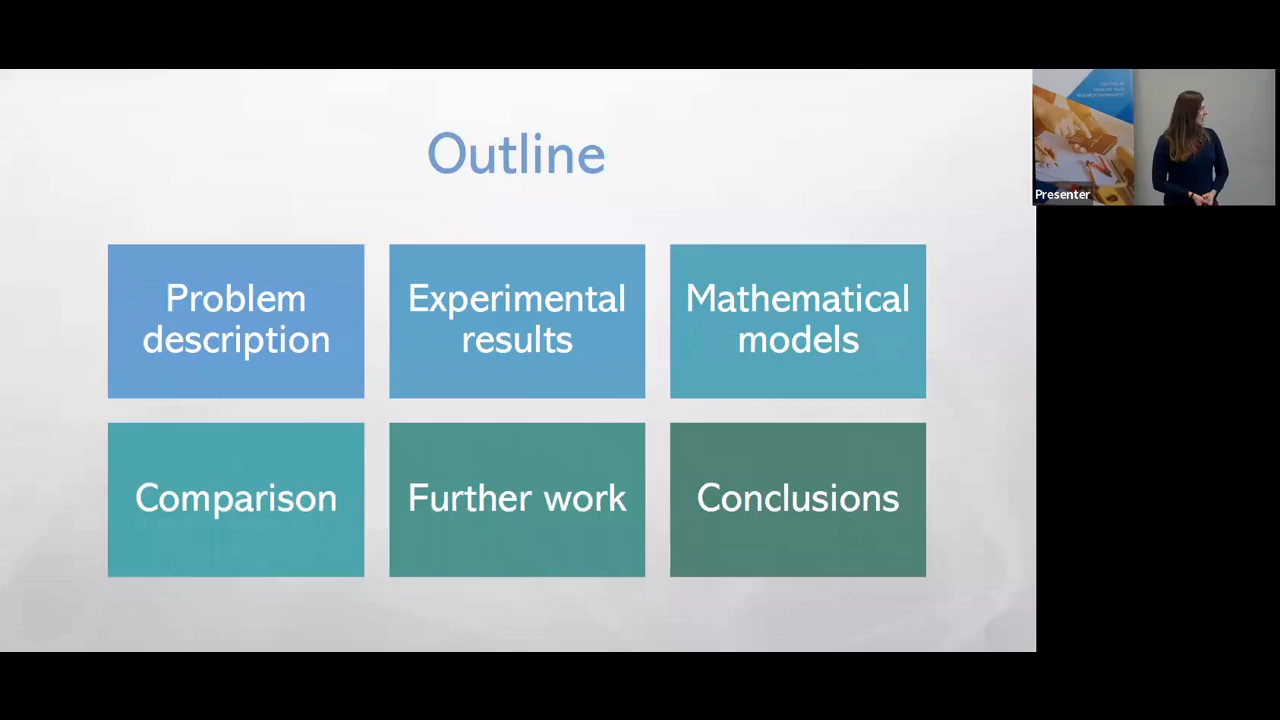 Outline
Problem
description
Experimental
results
Mathematical
models
Comparison
Further work
Conclusions
Presenter